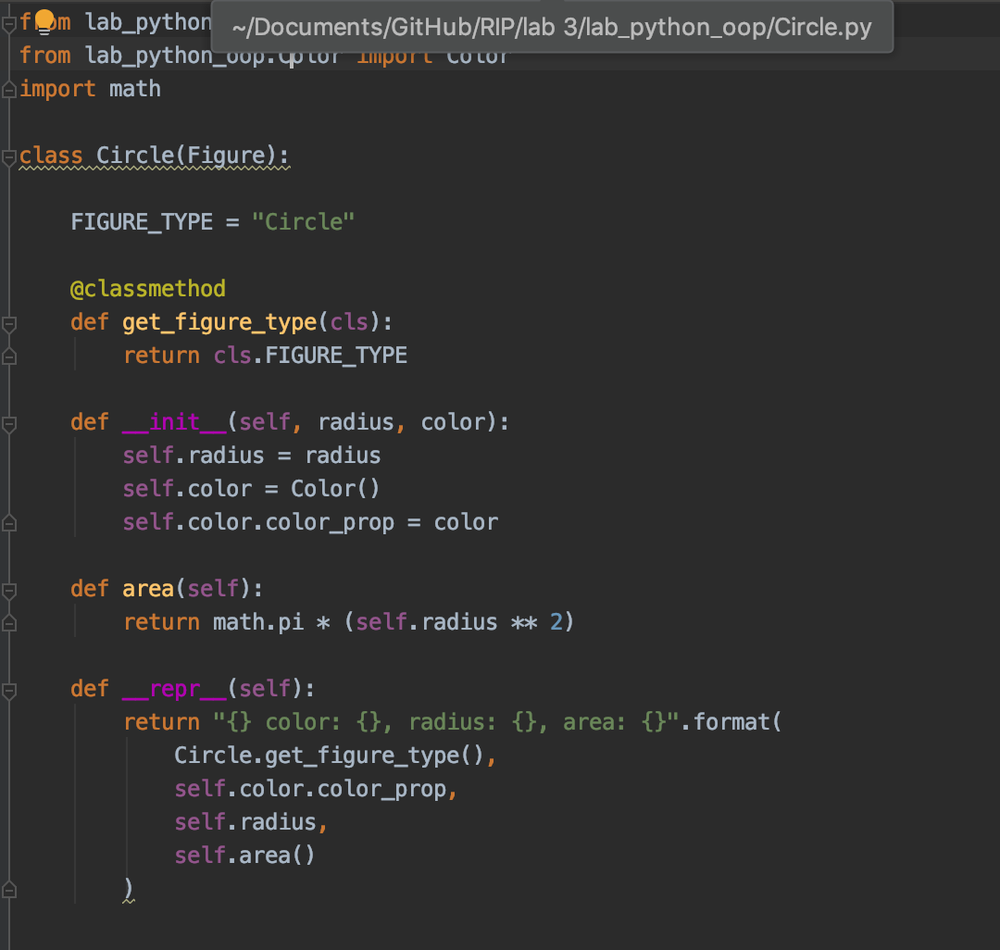 from lab_python
~/Documents/GitHub/RIP/lab 3/lab_python_oop/Circle.py
from lab_python_oop.Color import Color
import math
class Circle(Figure):
FIGURE_TYPE = "Circle"
@classmethod
def get_figure_type(cls):
return cls.FIGURE_TYPE
def __init__(self, radius, color):
self.radius = radius
self.color = Color()
self.color.color_prop = color
def area(self):
return math.pi * (self.radius ** 2)
def __repr__(self):
return "{} color: {}, radius: {}, area: {}".format(
Circle.get_figure_type(),
self.color.color_prop,
self.radius,
self.area()
)